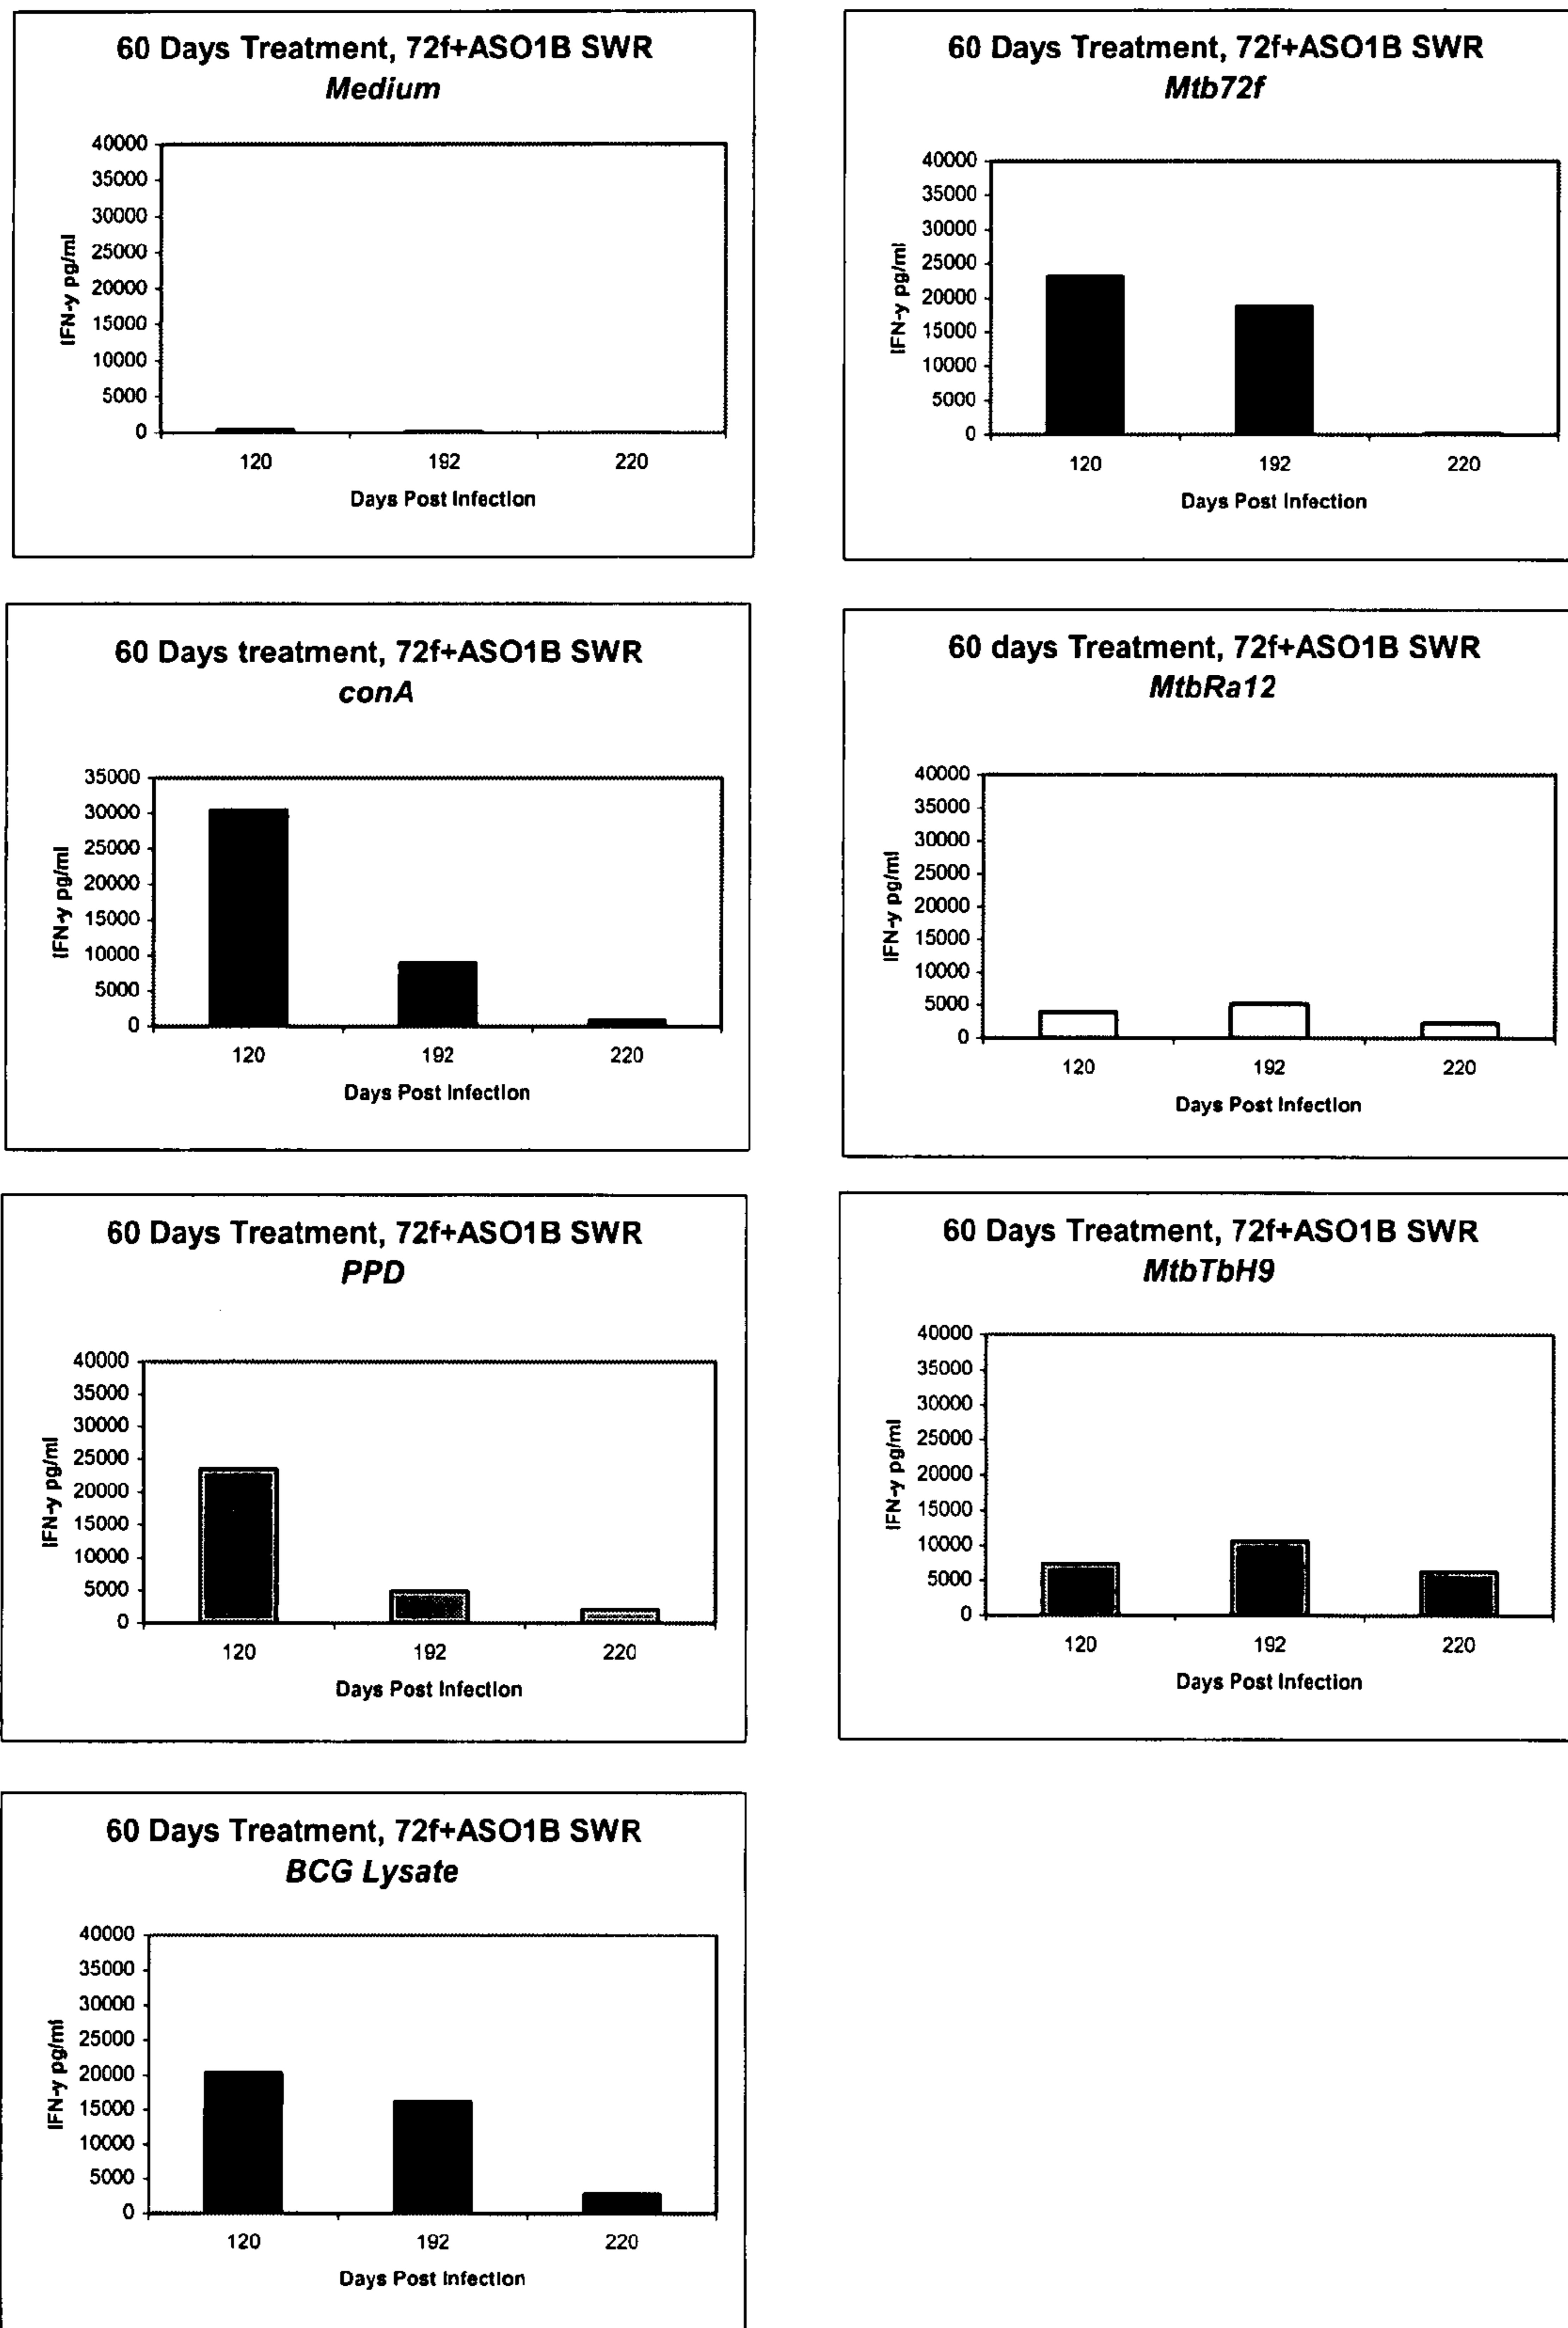 60 Days Treatment, 72f+ASO1B SWR
Medium
40000
35000
30000
25000
20000
15000
10000
5000
0
IFN-y pg/ml
120 192 220
Days Post Infection
60 Days Treatment, 72f+ASO1B SWR
Mtb72f
40000
35000
30000
25000
20000
15000
10000
5000
0
IFN-y pg/ml
120 192 220
Days Post Infection
60 Days treatment, 72f+ASO1B SWR
conA
35000
30000
25000
20000
15000
10000
5000
0
IFN-y pg/ml
120 192 220
Days Post Infection
60 days Treatment, 72f+ASO1B SWR
MtbRa12
40000
35000
30000
25000
20000
15000
10000
5000
0
IFN-y pg/ml
120 192 220
Days Post Infection
60 Days Treatment, 72f+ASO1B SWR
PPD
40000
35000
30000
25000
20000
15000
10000
5000
0
IFN-y pg/ml
120 192 220
Days Post Infection
60 Days Treatment, 72f+ASO1B SWR
MtbTbH9
40000
35000
30000
25000
20000
15000
10000
5000
0
IFN-y pg/ml
120 192 220
Days Post Infection
60 Days Treatment, 72f+ASO1B SWR
BCG Lysate
40000
35000
30000
25000
20000
15000
10000
5000
0
IFN-y pg/ml
120 192 220
Days Post Infection